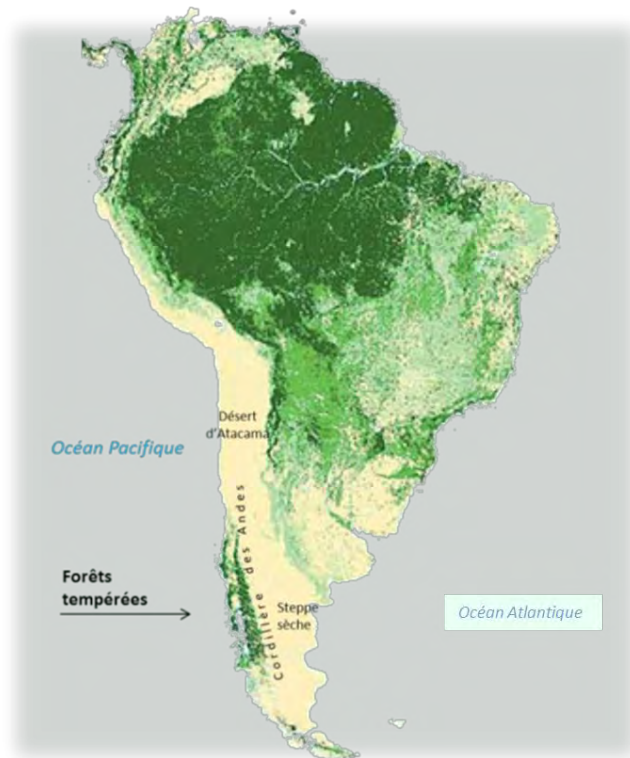 Désert
d'Atacama
Océan Pacifique
Cordillère des Andes
Forêts
tempérées
Steppe
sèche
Océan Atlantique